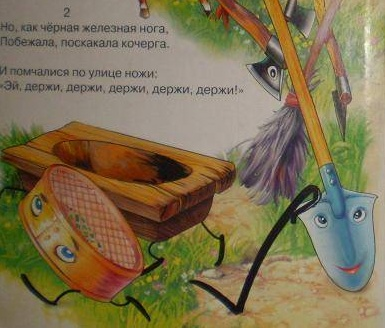 2
Но, как чёрная железная нога,
Побежала, поскакала кочерга.
И помчалися по улице ножи:
«Эй, держи, держи, держи, держи, держи!»